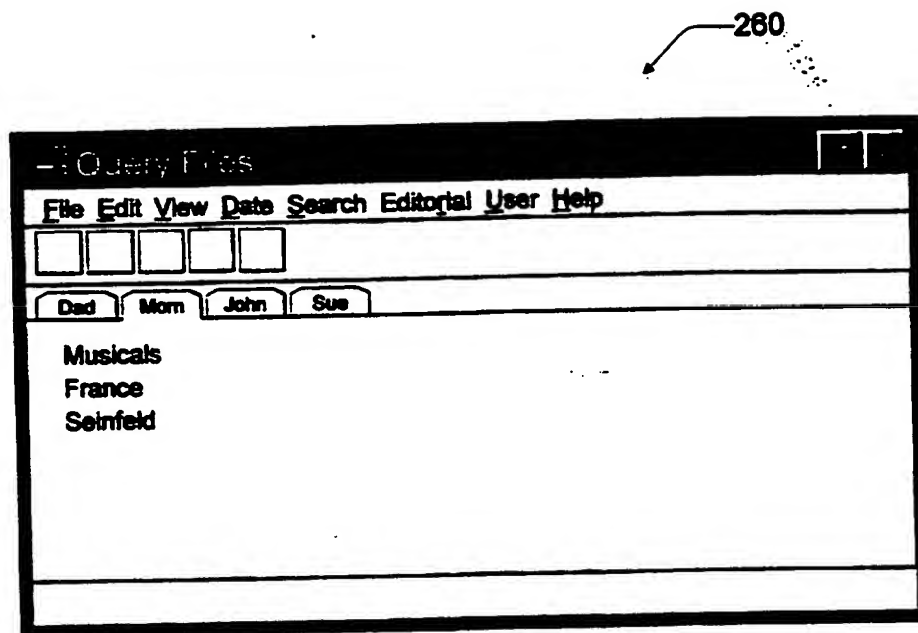 260
Query Files
File Edit View Date Search Editorial User Help
Dad Mom John Sue
Musicals
France
Seinfeld